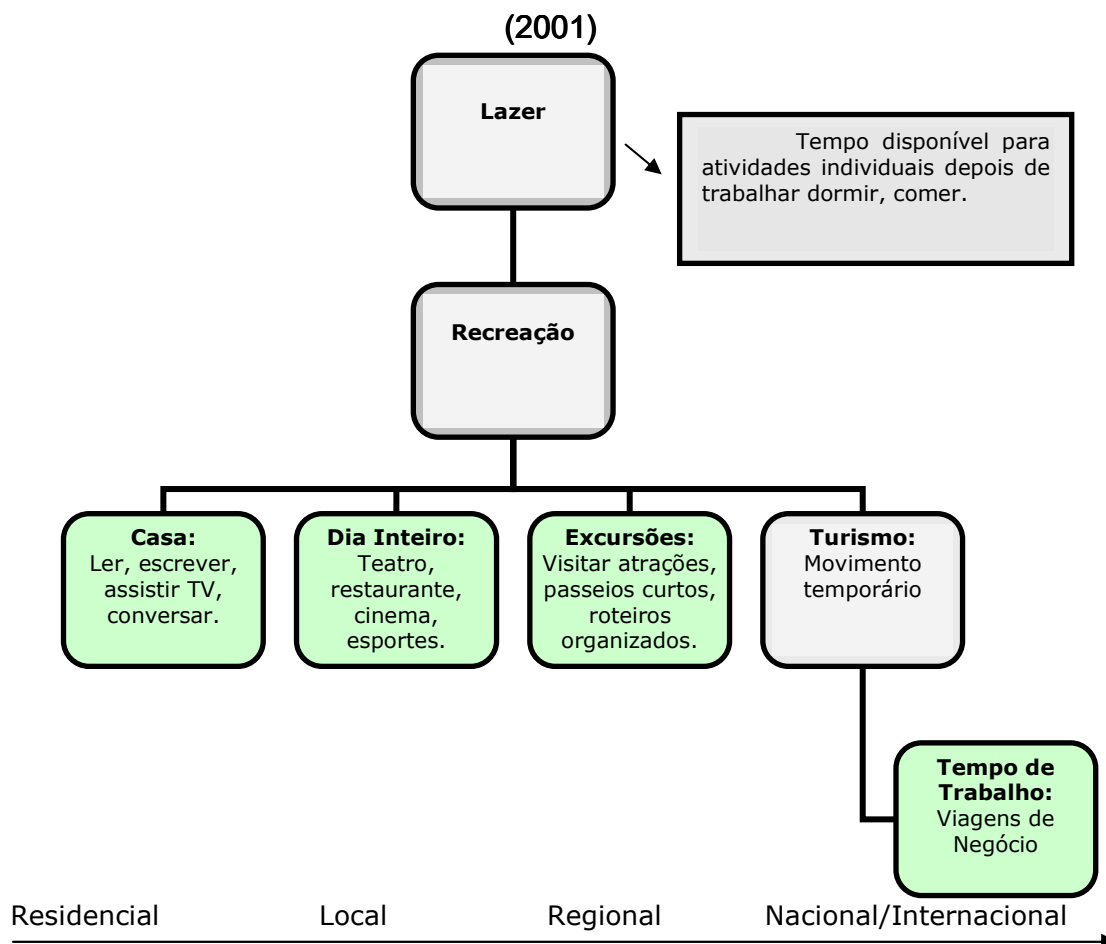 (2001)
Lazer
Tempo disponível para
atividades individuais depois de
trabalhar dormir, comer.
Recreação
Casa:
Ler, escrever,
assistir TV,
conversar.
Dia Inteiro:
Teatro,
restaurante,
cinema,
esportes.
Excursões:
Visitar atrações,
passeios curtos,
roteiros
organizados.
Turismo:
Movimento
temporário
Tempo de
Trabalho:
Viagens de
Negócio
Residencial Local Regional Nacional/Internacional